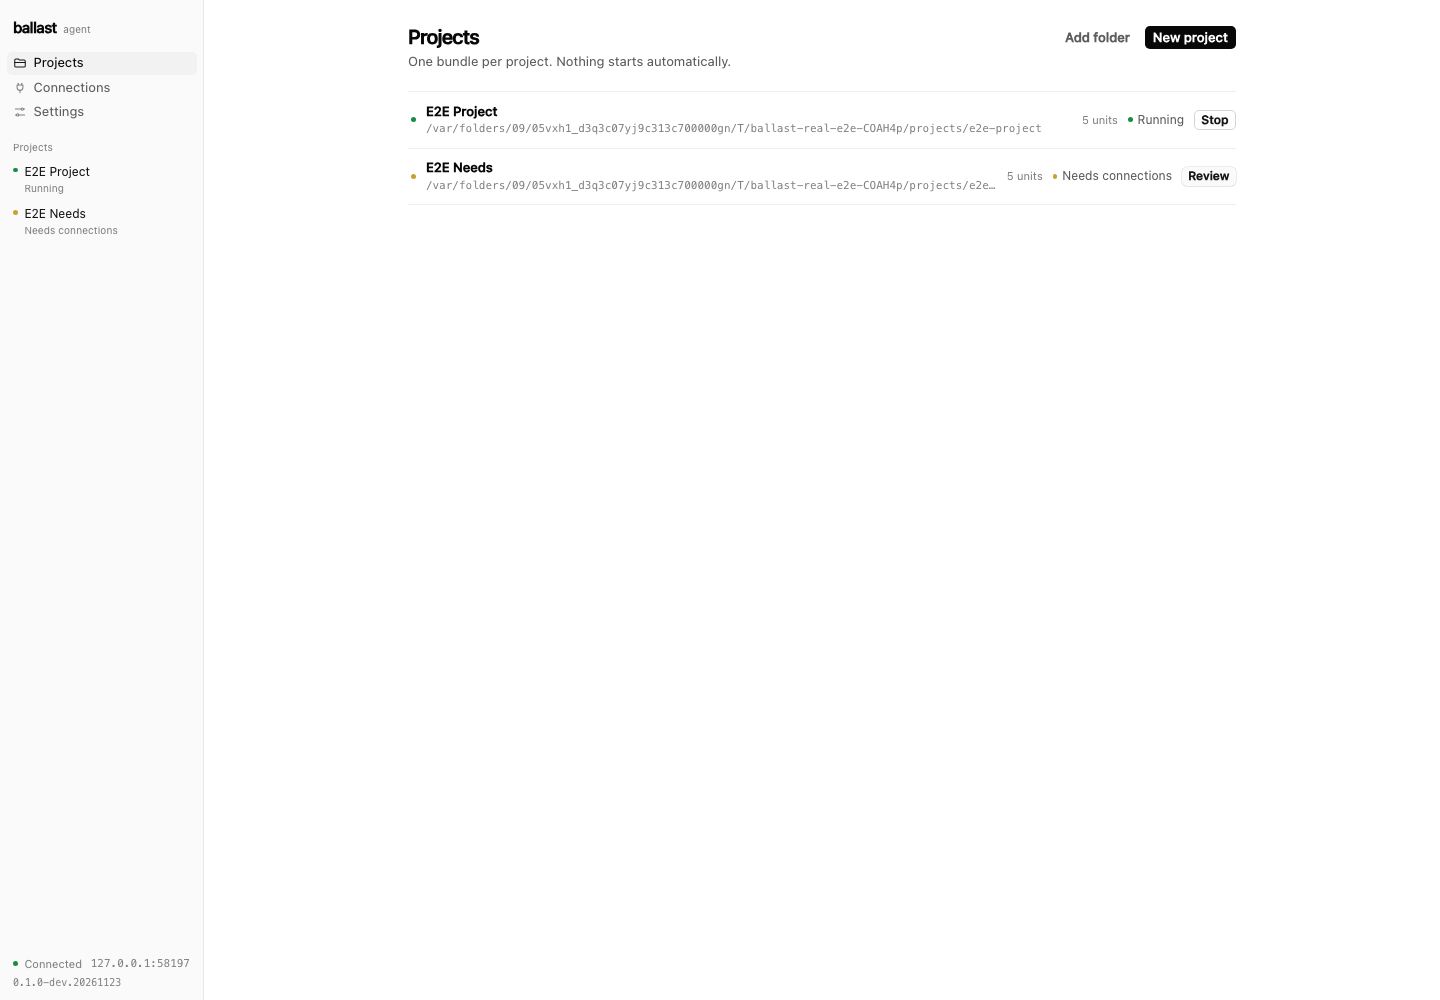 ballast agent
Projects
Connections
Settings
Projects
E2E Project
Running
E2E Needs
Needs connections
Connected 127.0.0.1:58197
0.1.0-dev.20261123
Projects
Add folder
New project
One bundle per project. Nothing starts automatically.
E2E Project
/var/folders/09/05vxh1_d3q3c07yj9c313c700000gn/T/ballast-real-e2e-COAH4p/projects/e2e-project
5 units
Running
Stop
E2E Needs
/var/folders/09/05vxh1_d3q3c07yj9c313c700000gn/T/ballast-real-e2e-COAH4p/projects/e2e…
5 units
Needs connections
Review